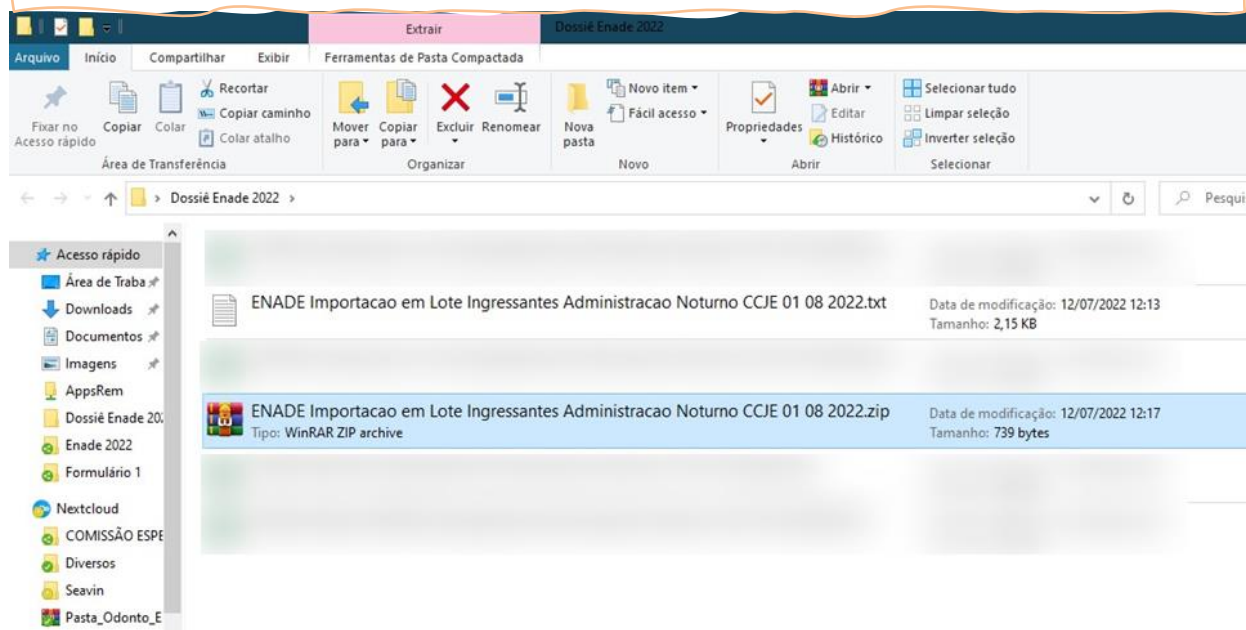 Extrair
Dossiê Enade 2022
Arquivo
Início
Compartilhar
Exibir
Ferramentas de Pasta Compactada
Fixar no
Acesso rápido
Copiar
Colar
Recortar
Copiar caminho
Colar atalho
Área de Transferência
Mover
para
Copiar
para
Excluir
Renomear
Organizar
Nova
pasta
Novo item
Fácil acesso
Novo
Propriedades
Abrir
Editar
Histórico
Abrir
Selecionar tudo
Limpar seleção
Inverter seleção
Selecionar
Dossiê Enade 2022
Pesqui
Acesso rápido
Área de Traba
Downloads
Documentos
Imagens
AppsRem
Dossiê Enade 20
Enade 2022
Formulário 1
Nextcloud
COMISSÃO ESPE
Diversos
Seavin
Pasta_Odonto_E
ENADE Importacao em Lote Ingressantes Administracao Noturno CCJE 01 08 2022.txt
Data de modificação: 12/07/2022 12:13
Tamanho: 2,15 KB
ENADE Importacao em Lote Ingressantes Administracao Noturno CCJE 01 08 2022.zip
Tipo: WinRAR ZIP archive
Data de modificação: 12/07/2022 12:17
Tamanho: 739 bytes